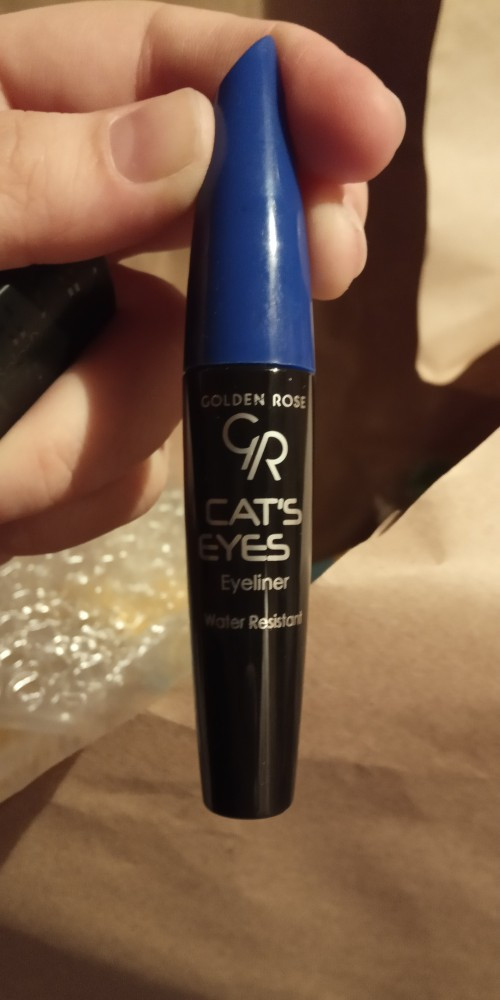 GOLDEN ROSE
GR
CAT'S
EYES
Eyeliner
Water Resistant